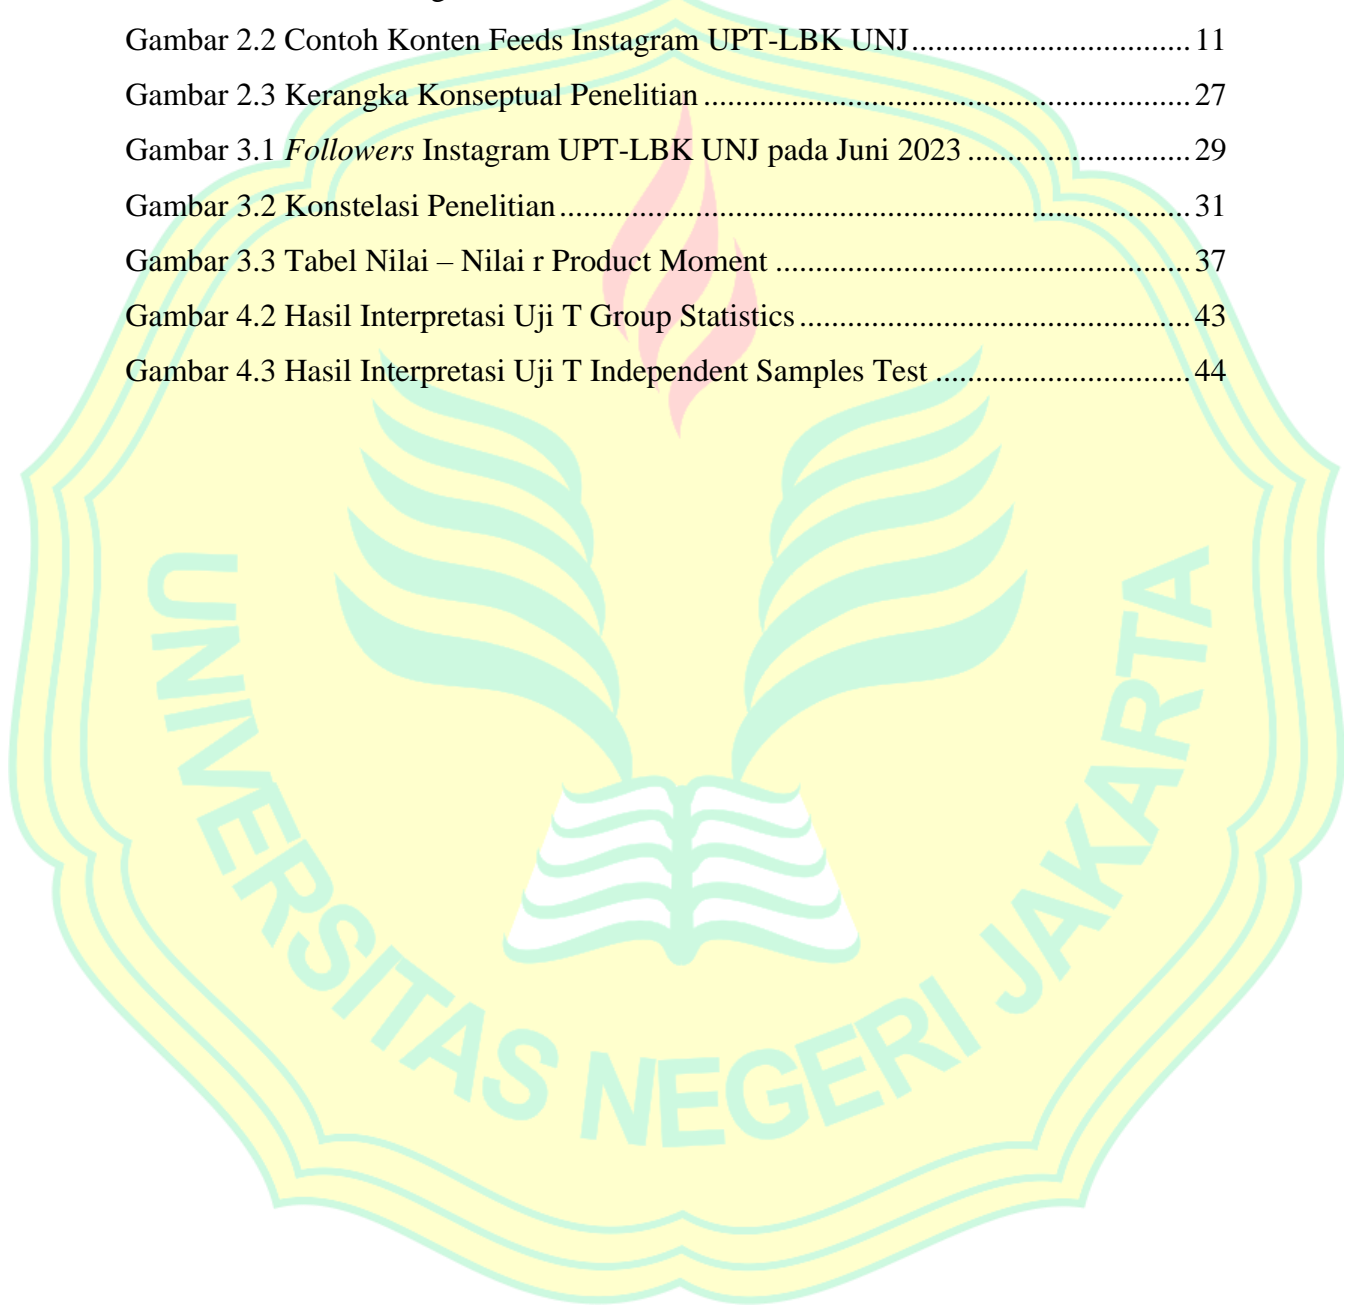 Gambar 2.2 Contoh Konten Feeds Instagram UPT-LBK UNJ.................................. 11
Gambar 2.3 Kerangka Konseptual Penelitian ............................................................ 27
Gambar 3.1 Followers Instagram UPT-LBK UNJ pada Juni 2023 ........................... 29
Gambar 3.2 Konstelasi Penelitian.............................................................................. 31
Gambar 3.3 Tabel Nilai – Nilai r Product Moment ................................................... 37
Gambar 4.2 Hasil Interpretasi Uji T Group Statistics ................................................ 43
Gambar 4.3 Hasil Interpretasi Uji T Independent Samples Test ............................... 44
UNIVERSITAS NEGERI JAKARTA